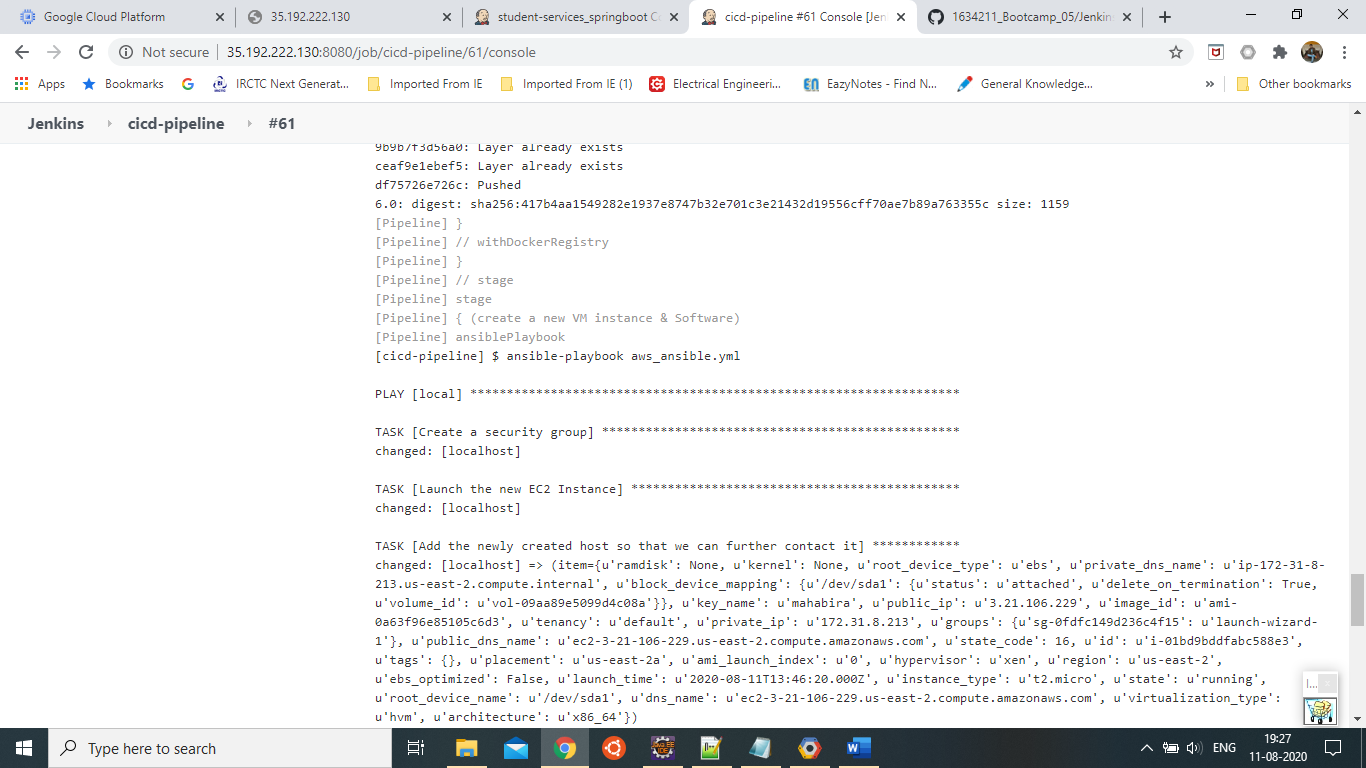 Google Cloud Platform
35.192.222.130
student-services_springboot Co
cicd-pipeline #61 Console [Jen
1634211_Bootcamp_05/Jenkin
Not secure | 35.192.222.130:8080/job/cicd-pipeline/61/console
Apps
Bookmarks
IRCTC Next Generat...
Imported From IE
Imported From IE (1)
Electrical Engineeri...
EazyNotes - Find N...
General Knowledge...
»
Other bookmarks
Jenkins
cicd-pipeline
#61
9b9b7f3d56a0: Layer already exists
ceaf9e1ebef5: Layer already exists
df75726e726c: Pushed
6.0: digest: sha256:417b4aa1549282e1937e8747b32e701c3e21432d19556cff70ae7b89a763355c size: 1159
[Pipeline] }
[Pipeline] // withDockerRegistry
[Pipeline] }
[Pipeline] // stage
[Pipeline] stage
[Pipeline] { (create a new VM instance & Software)
[Pipeline] ansiblePlaybook
[cicd-pipeline] $ ansible-playbook aws_ansible.yml
PLAY [local] *******************************************************************
TASK [Create a security group] *************************************************
changed: [localhost]
TASK [Launch the new EC2 Instance] *********************************************
changed: [localhost]
TASK [Add the newly created host so that we can further contact it] ************
changed: [localhost] => (item={u'ramdisk': None, u'kernel': None, u'root_device_type': u'ebs', u'private_dns_name': u'ip-172-31-8-
213.us-east-2.compute.internal', u'block_device_mapping': {u'/dev/sda1': {u'status': u'attached', u'delete_on_termination': True,
u'volume_id': u'vol-09aa89e5099d4c08a'}}, u'key_name': u'mahabira', u'public_ip': u'3.21.106.229', u'image_id': u'ami-
0a63f96e85105c6d3', u'tenancy': u'default', u'private_ip': u'172.31.8.213', u'groups': {u'sg-0fdfc149d236c4f15': u'launch-wizard-
1'}, u'public_dns_name': u'ec2-3-21-106-229.us-east-2.compute.amazonaws.com', u'state_code': 16, u'id': u'i-01bd9bddfabc588e3',
u'tags': {}, u'placement': u'us-east-2a', u'ami_launch_index': u'0', u'hypervisor': u'xen', u'region': u'us-east-2',
u'ebs_optimized': False, u'launch_time': u'2020-08-11T13:46:20.000Z', u'instance_type': u't2.micro', u'state': u'running',
u'root_device_name': u'/dev/sda1', u'dns_name': u'ec2-3-21-106-229.us-east-2.compute.amazonaws.com', u'virtualization_type':
u'hvm', u'architecture': u'x86_64'})
Type here to search
ENG
19:27
11-08-2020